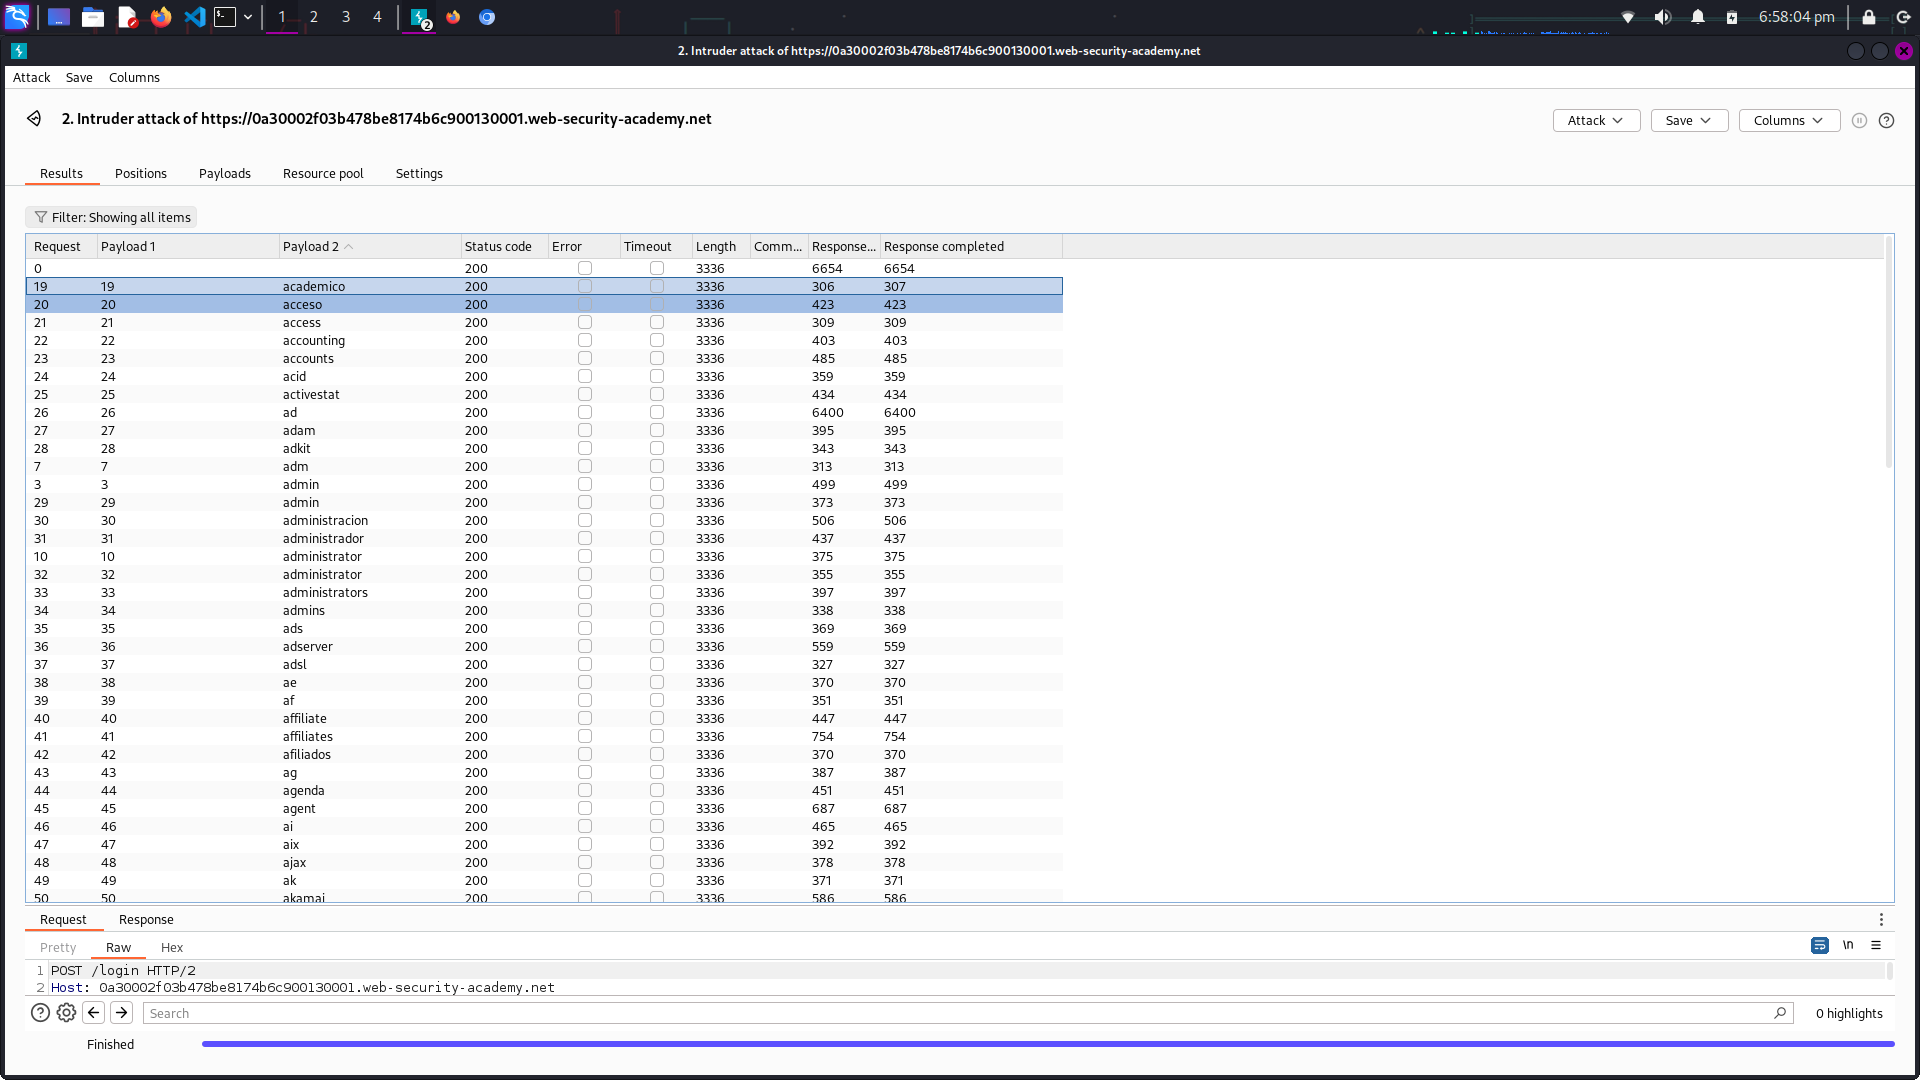 1 2 3 4 2 6:58:04 pm
2. Intruder attack of https://0a30002f03b478be8174b6c900130001.web-security-academy.net
Attack Save Columns
2. Intruder attack of https://0a30002f03b478be8174b6c900130001.web-security-academy.net Attack Save Columns
Results Positions Payloads Resource pool Settings
Filter: Showing all items
Request Payload 1 Payload 2 Status code Error Timeout Length Comm... Response... Response completed
0 200 3336 6654 6654
19 19 academico 200 3336 306 307
20 20 acceso 200 3336 423 423
21 21 access 200 3336 309 309
22 22 accounting 200 3336 403 403
23 23 accounts 200 3336 485 485
24 24 acid 200 3336 359 359
25 25 activestat 200 3336 434 434
26 26 ad 200 3336 6400 6400
27 27 adam 200 3336 395 395
28 28 adkit 200 3336 343 343
7 7 adm 200 3336 313 313
3 3 admin 200 3336 499 499
29 29 admin 200 3336 373 373
30 30 administracion 200 3336 506 506
31 31 administrador 200 3336 437 437
10 10 administrator 200 3336 375 375
32 32 administrator 200 3336 355 355
33 33 administrators 200 3336 397 397
34 34 admins 200 3336 338 338
35 35 ads 200 3336 369 369
36 36 adserver 200 3336 559 559
37 37 adsl 200 3336 327 327
38 38 ae 200 3336 370 370
39 39 af 200 3336 351 351
40 40 affiliate 200 3336 447 447
41 41 affiliates 200 3336 754 754
42 42 afiliados 200 3336 370 370
43 43 ag 200 3336 387 387
44 44 agenda 200 3336 451 451
45 45 agent 200 3336 687 687
46 46 ai 200 3336 465 465
47 47 aix 200 3336 392 392
48 48 ajax 200 3336 378 378
49 49 ak 200 3336 371 371
50 50 akamai 200 3336 586 586
Request Response
Pretty Raw Hex \n
1 POST /login HTTP/2
2 Host: 0a30002f03b478be8174b6c900130001.web-security-academy.net
Search 0 highlights
Finished